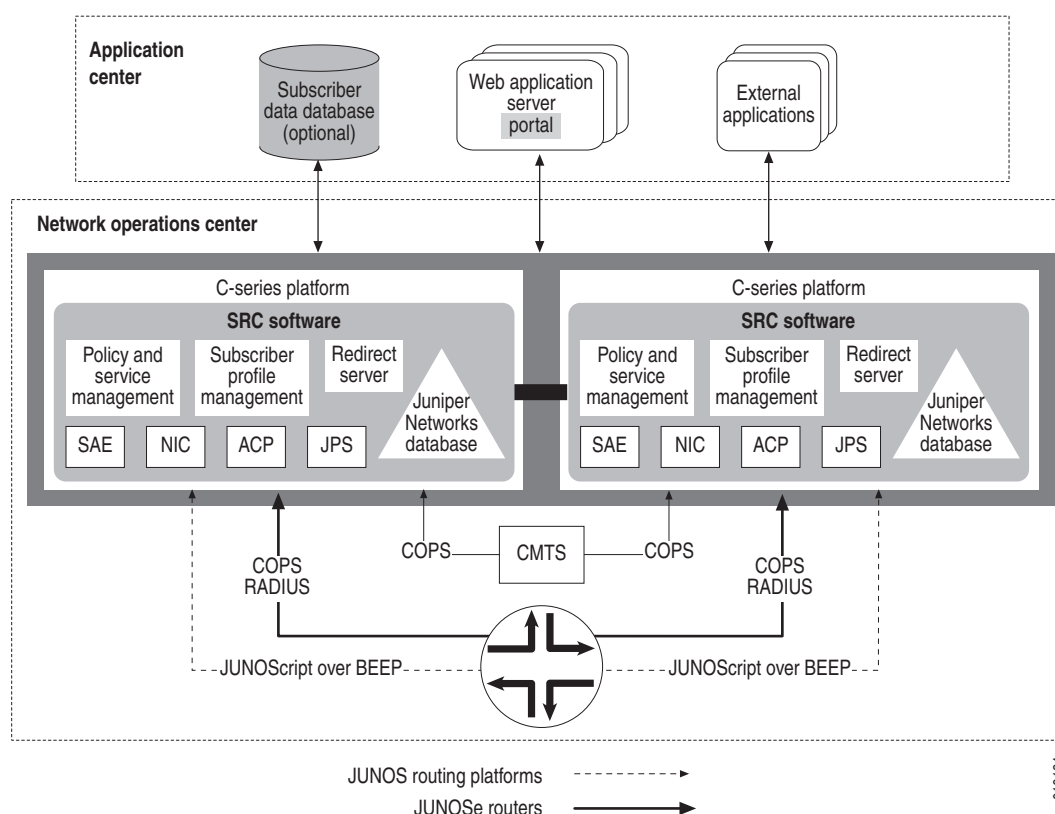 Application
center
Subscriber
data database
(optional)
Web application
server
portal
External
applications
Network operations center
C-series platform
SRC software
Policy and
service
management
Subscriber
profile
management
Redirect
server
Juniper
Networks
database
SAE
NIC
ACP
JPS
C-series platform
SRC software
Policy and
service
management
Subscriber
profile
management
Redirect
server
Juniper
Networks
database
SAE
NIC
ACP
JPS
COPS
CMTS
COPS
COPS
RADIUS
COPS
RADIUS
JUNOScript over BEEP
JUNOScript over BEEP
JUNOS routing platforms
JUNOSe routers